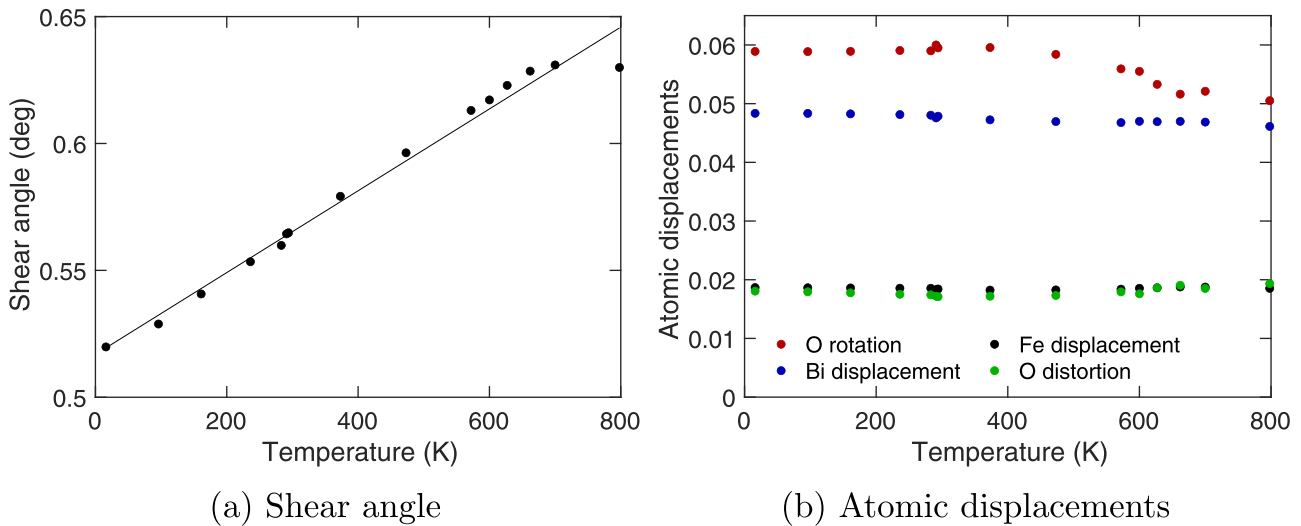 0.65
0.6
0.55
0.5
Shear angle (deg)
0
200
400
600
800
Temperature (K)
(a) Shear angle
0.06
0.05
0.04
0.03
0.02
0.01
0
Atomic displacements
O rotation
Fe displacement
Bi displacement
O distortion
0
200
400
600
800
Temperature (K)
(b) Atomic displacements